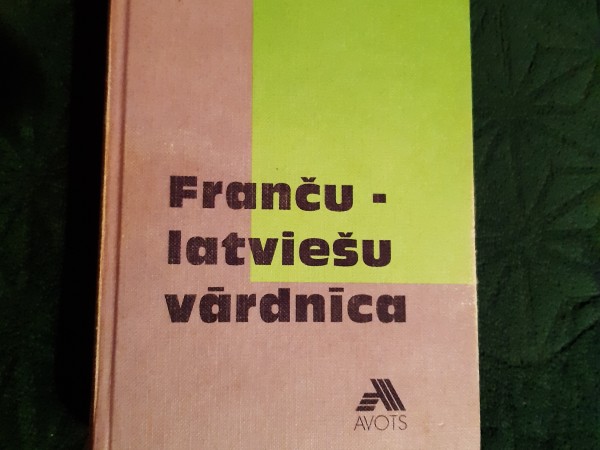 Franču -
latviešu
vārdnīca
AVOTS